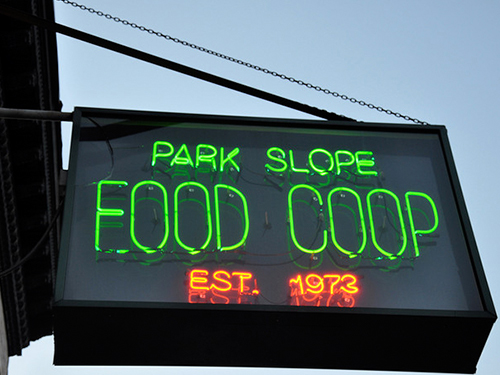 PARK SLOPE
FOOD COOP
EST. 1973